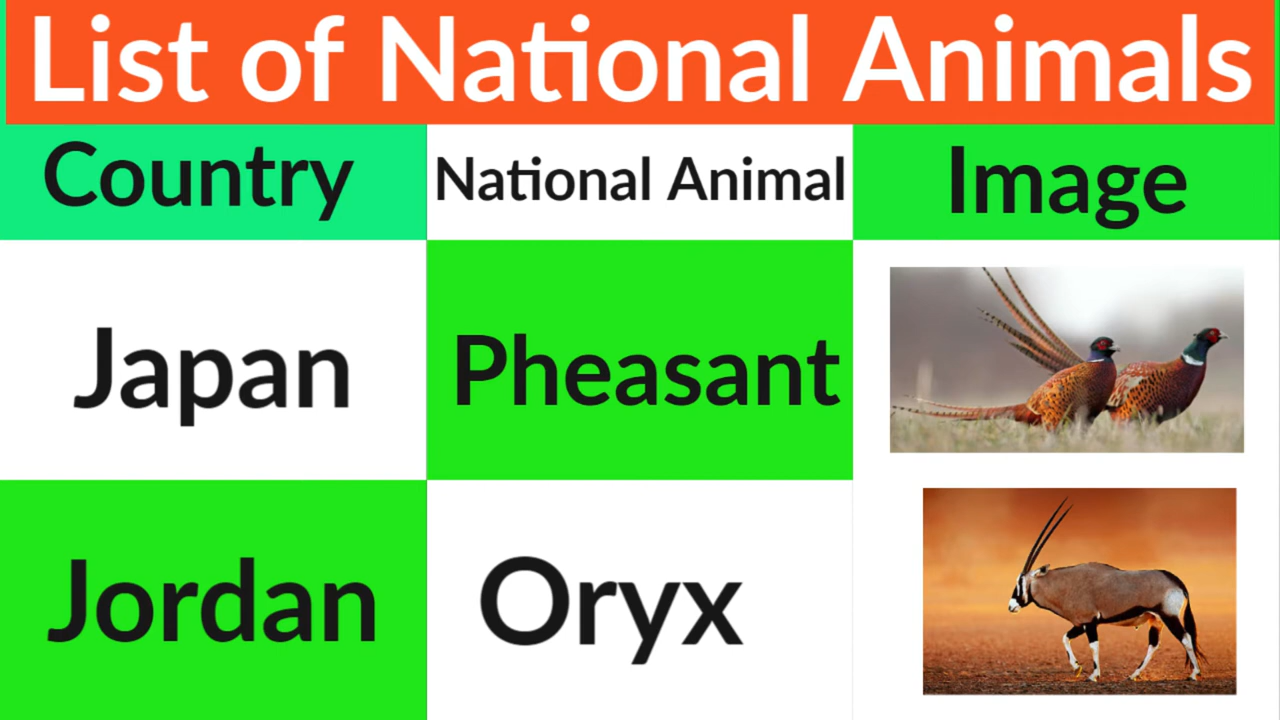 List of National Animals
Country National Animal Image
Japan Pheasant
Jordan Oryx